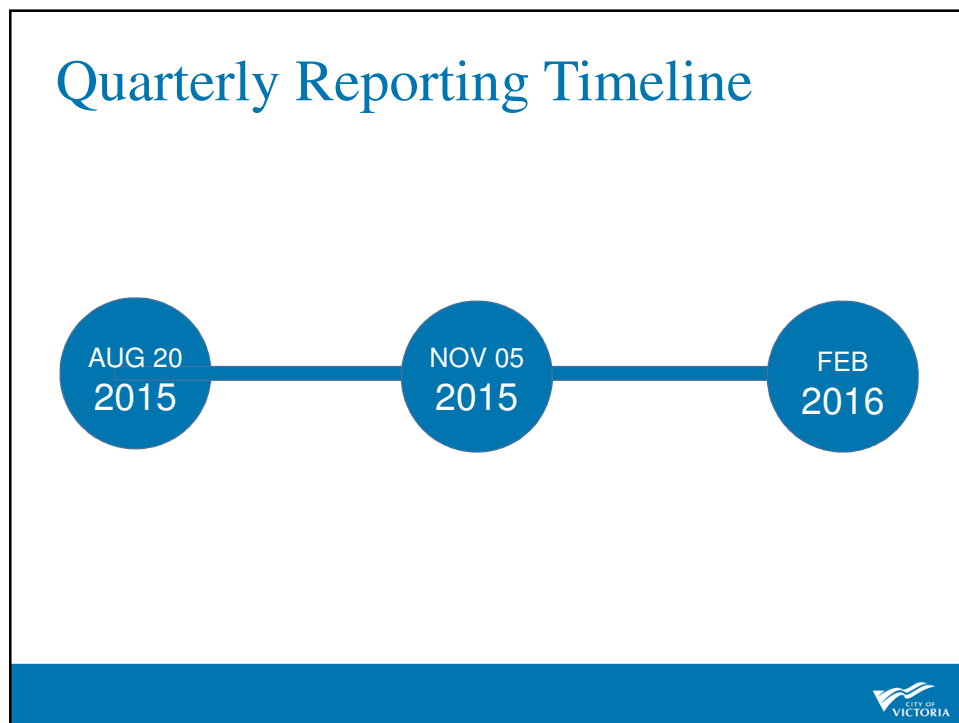 Quarterly Reporting Timeline
AUG 20
2015
NOV 05
2015
FEB
2016
CITY OF
VICTORIA